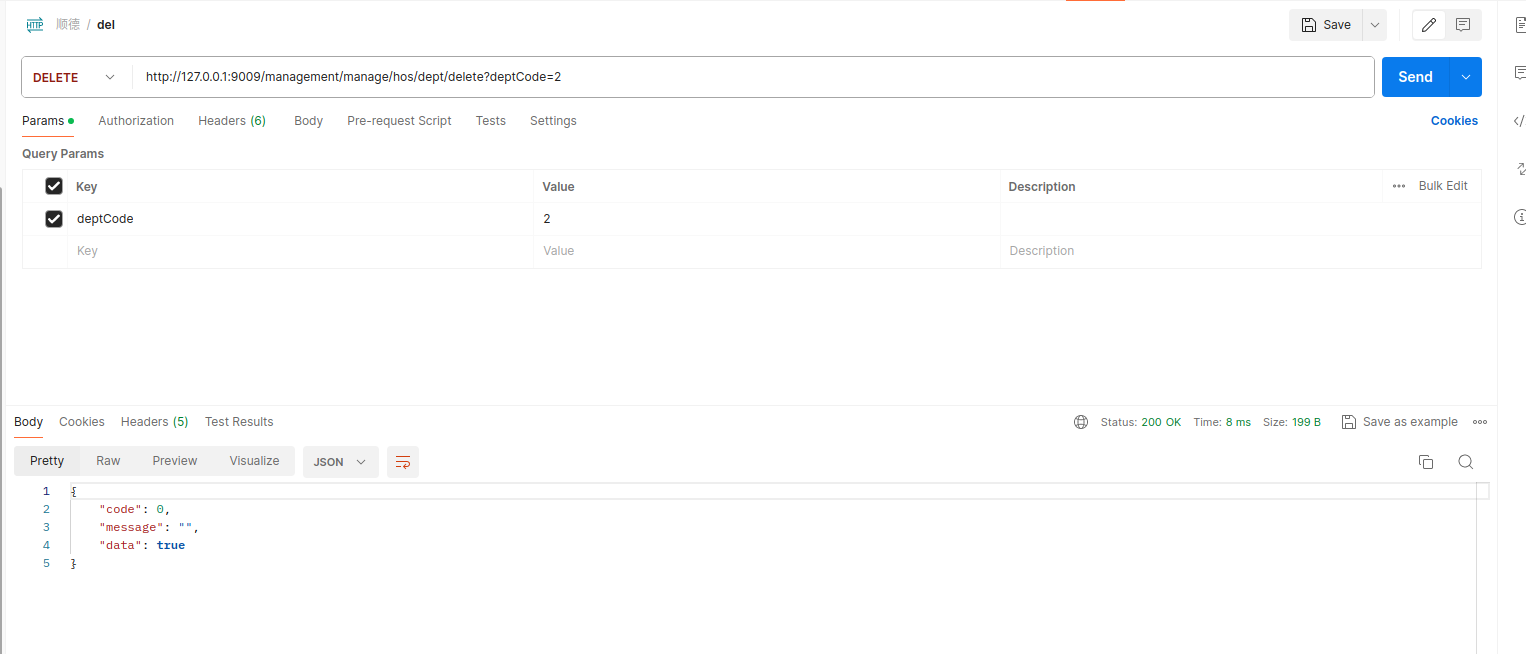 HTTP 顺德 / del
Save
DELETE http://127.0.0.1:9009/management/manage/hos/dept/delete?deptCode=2 Send
Params Authorization Headers (6) Body Pre-request Script Tests Settings Cookies
Query Params
Key Value Description Bulk Edit
deptCode 2
Key Value Description
Body Cookies Headers (5) Test Results Status: 200 OK Time: 8 ms Size: 199 B Save as example
Pretty Raw Preview Visualize JSON
1 {
2 "code": 0,
3 "message": "",
4 "data": true
5 }